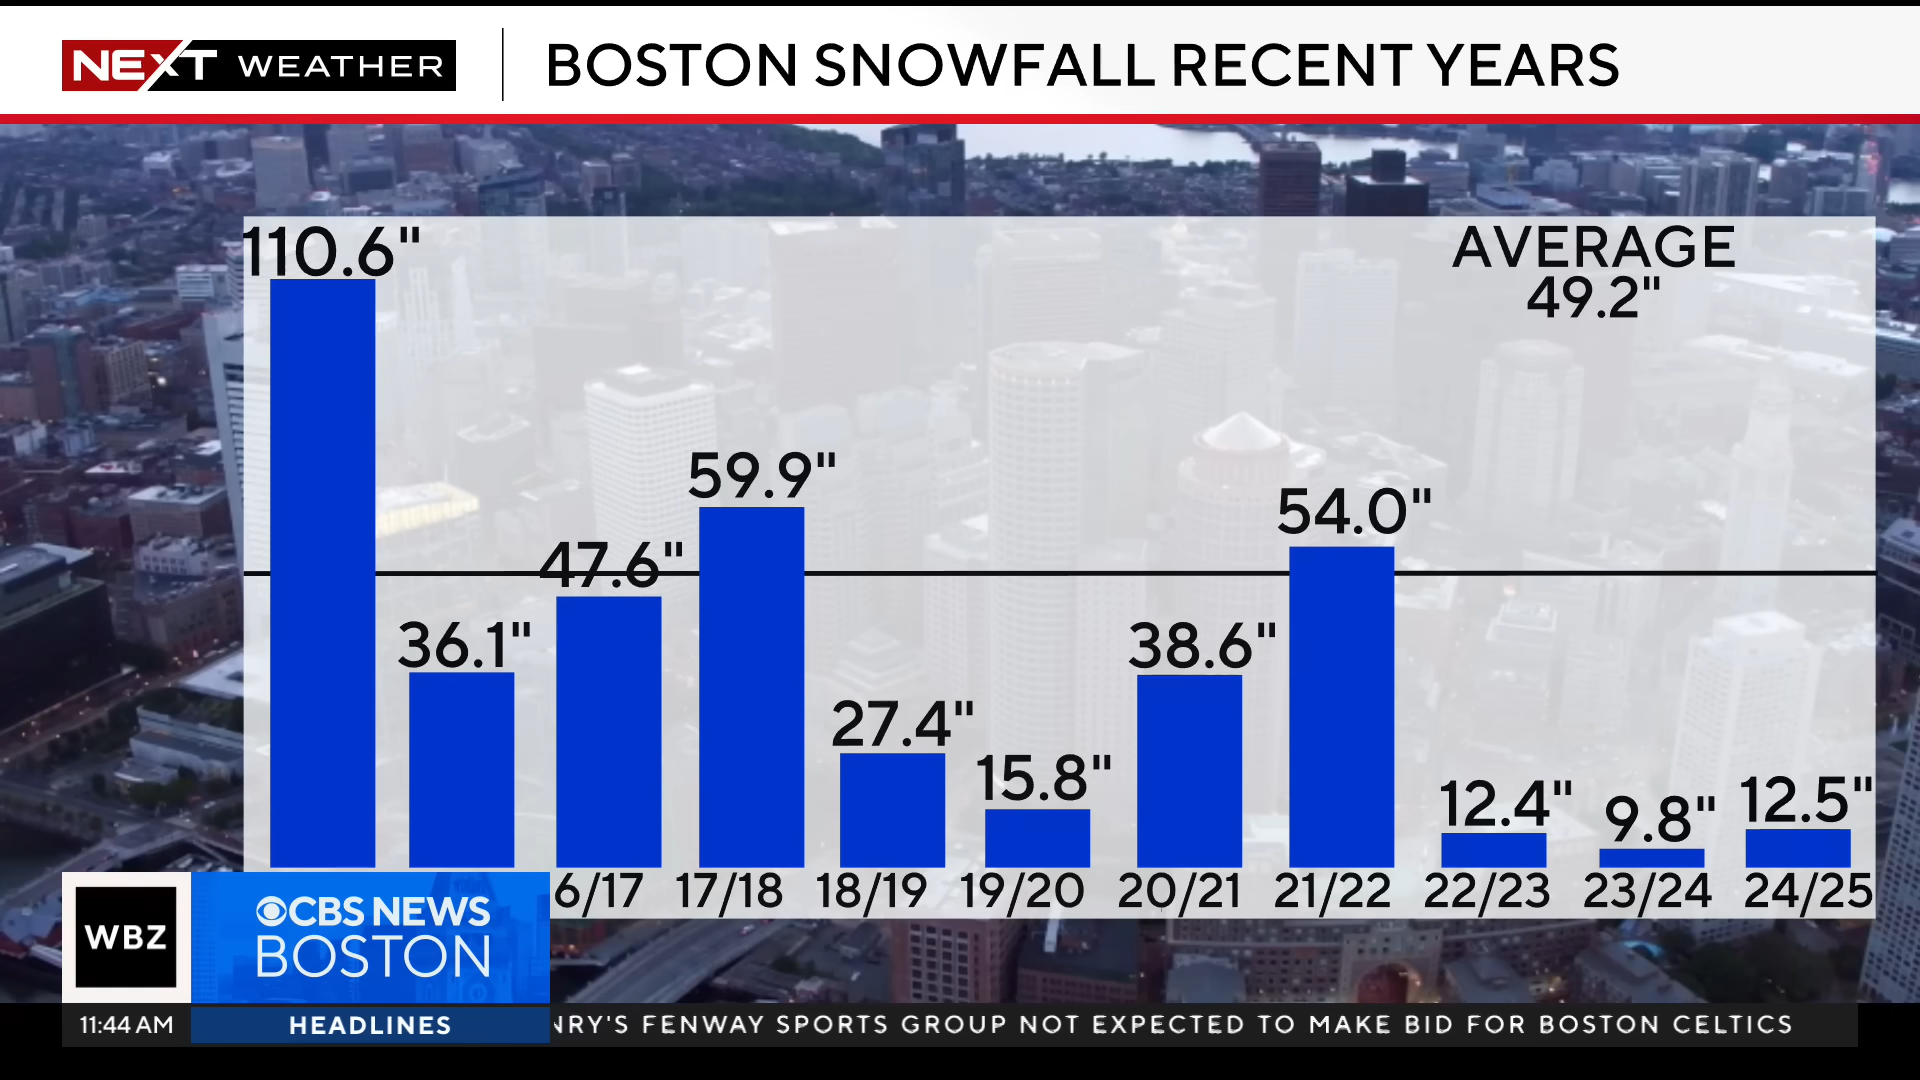 NEXT WEATHER
BOSTON SNOWFALL RECENT YEARS
110.6"
AVERAGE
49.2"
59.9"
54.0"
47.6"
36.1"
38.6"
27.4"
15.8"
12.4"
9.8"
12.5"
6/17 17/18 18/19 19/20 20/21 21/22 22/23 23/24 24/25
WBZ
CBS NEWS
BOSTON
11:44 AM
HEADLINES
NRY'S FENWAY SPORTS GROUP NOT EXPECTED TO MAKE BID FOR BOSTON CELTICS